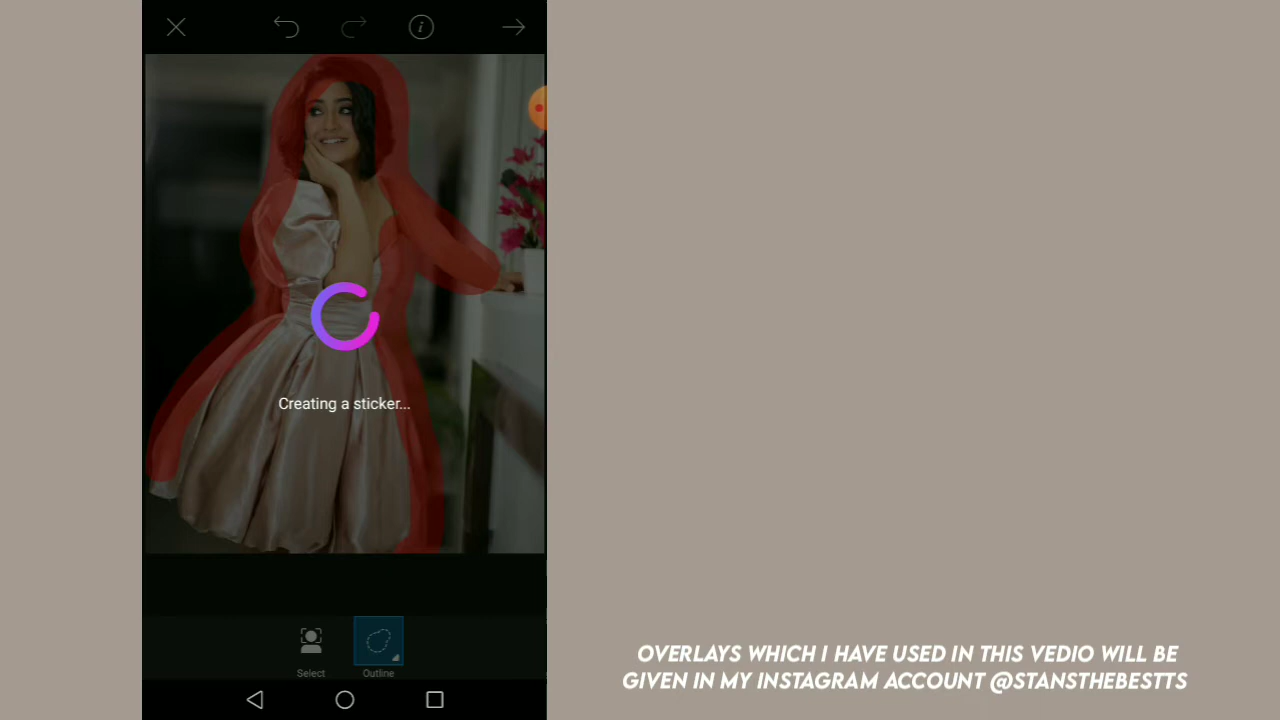 Creating a sticker...
Select
Outline
OVERLAYS WHICH I HAVE USED IN THIS VEDIO WILL BE
GIVEN IN MY INSTAGRAM ACCOUNT @STANSTHEBESTTS